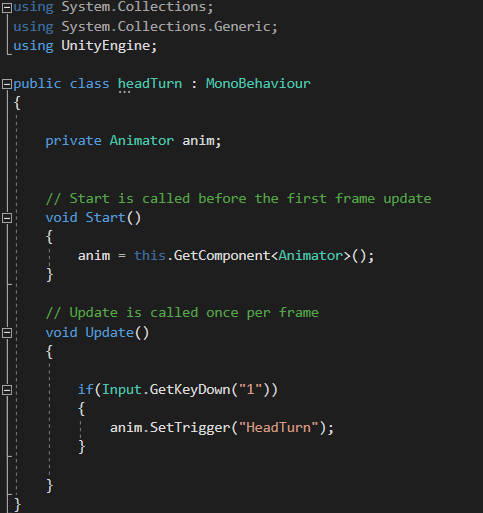 using System.Collections;
using System.Collections.Generic;
using UnityEngine;
public class headTurn : MonoBehaviour
{
private Animator anim;
// Start is called before the first frame update
void Start()
{
anim = this.GetComponent<Animator>();
}
// Update is called once per frame
void Update()
{
if(Input.GetKeyDown("1"))
{
anim.SetTrigger("HeadTurn");
}
}
}